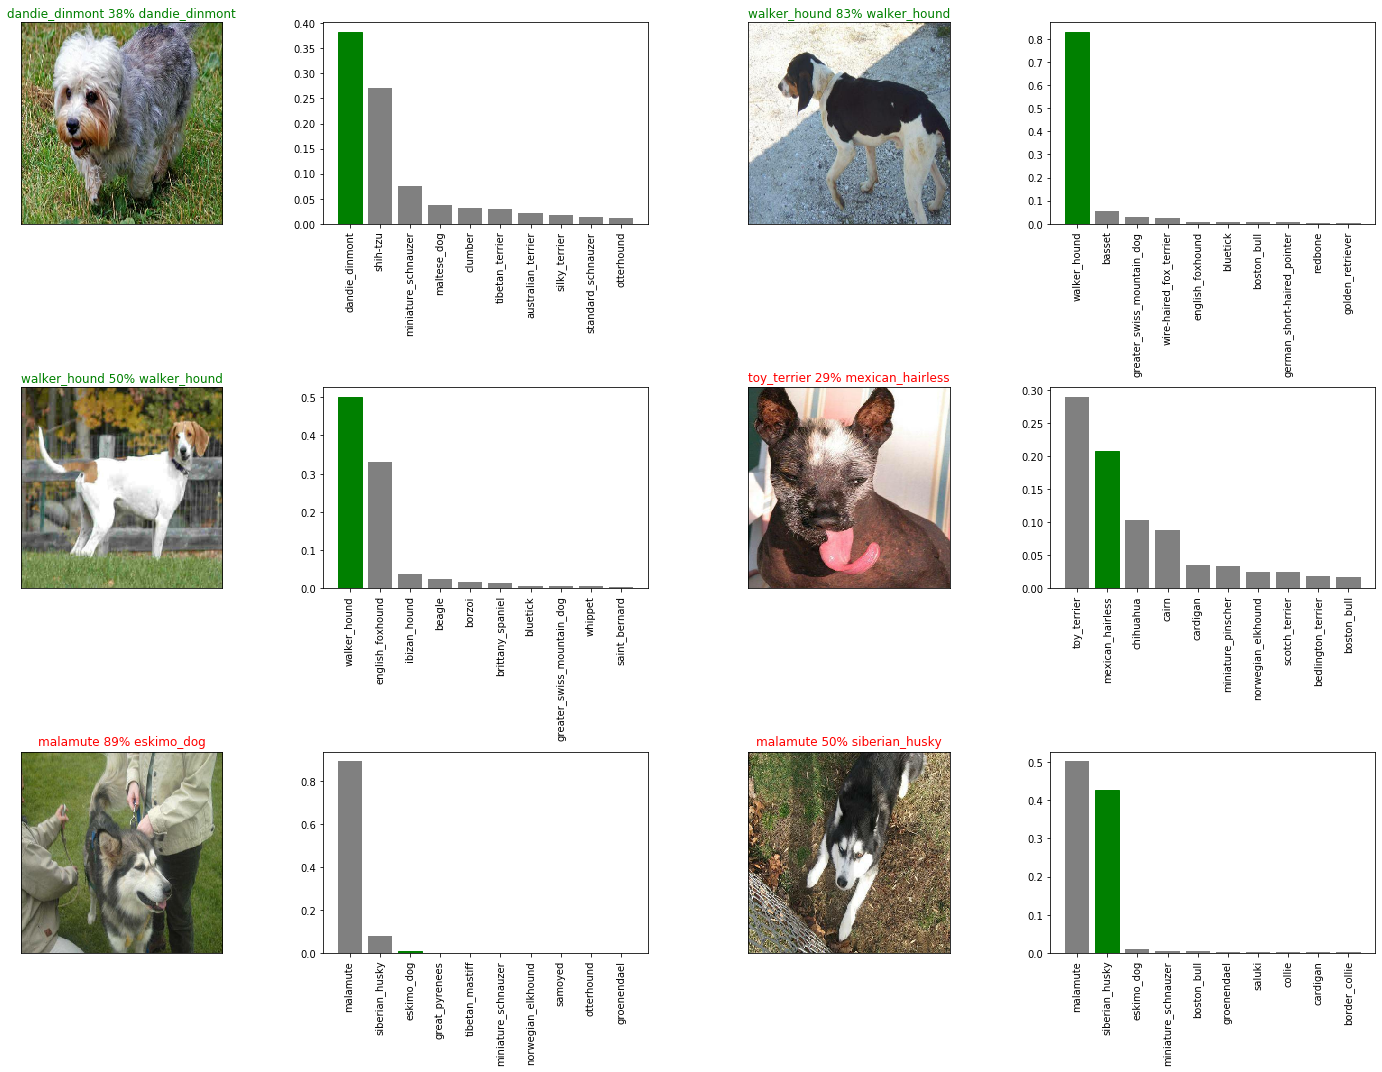 dandie_dinmont 38% dandie_dinmont
0.40
0.35
0.30
0.25
0.20
0.15
0.10
0.05
0.00
dandie_dinmont
shih-tzu
miniature_schnauzer
maltese_dog
clumber
tibetan_terrier
australian_terrier
silky_terrier
standard_schnauzer
otterhound
walker_hound 83% walker_hound
0.8
0.7
0.6
0.5
0.4
0.3
0.2
0.1
0.0
walker_hound
basset
greater_swiss_mountain_dog
wire-haired_fox_terrier
english_foxhound
bluetick
boston_bull
german_short-haired_pointer
redbone
golden_retriever
walker_hound 50% walker_hound
0.5
0.4
0.3
0.2
0.1
0.0
walker_hound
english_foxhound
ibizan_hound
beagle
borzoi
brittany_spaniel
bluetick
greater_swiss_mountain_dog
whippet
saint_bernard
toy_terrier 29% mexican_hairless
0.30
0.25
0.20
0.15
0.10
0.05
0.00
toy_terrier
mexican_hairless
chihuahua
cairn
cardigan
miniature_pinscher
norwegian_elkhound
scotch_terrier
bedlington_terrier
boston_bull
malamute 89% eskimo_dog
0.8
0.6
0.4
0.2
0.0
malamute
siberian_husky
eskimo_dog
great_pyrenees
tibetan_mastiff
miniature_schnauzer
norwegian_elkhound
samoyed
otterhound
groenendael
malamute 50% siberian_husky
0.5
0.4
0.3
0.2
0.1
0.0
malamute
siberian_husky
eskimo_dog
miniature_schnauzer
boston_bull
groenendael
saluki
collie
cardigan
border_collie